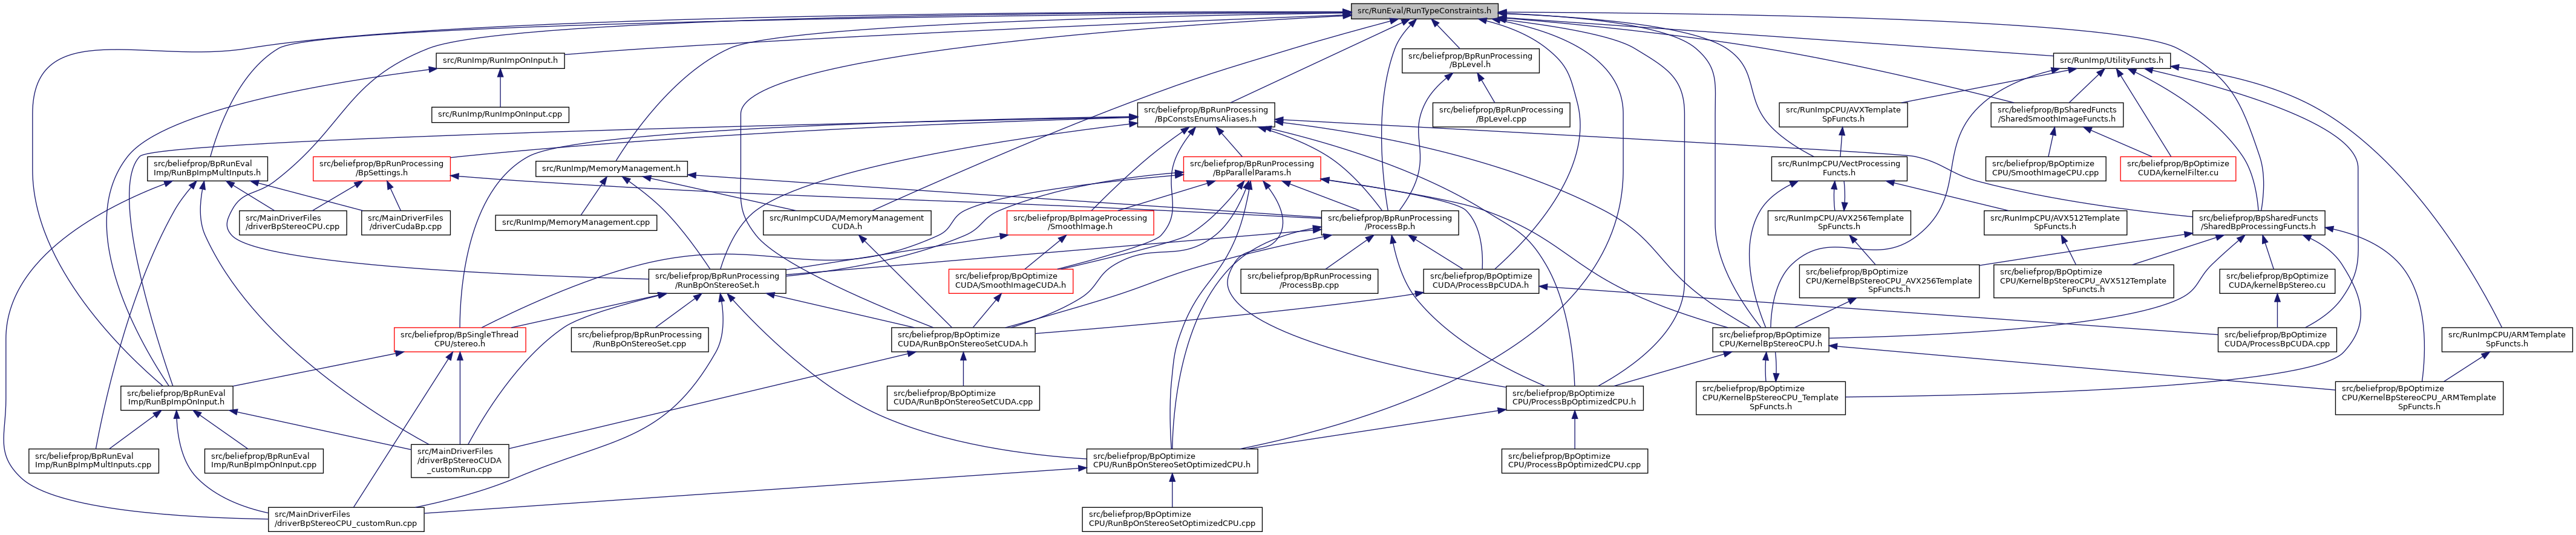 src/RunEval/RunTypeConstraints.h
src/RunImp/RunImpOnInput.h
src/beliefprop/BpRunProcessing
/BpLevel.h
src/RunImp/UtilityFuncts.h
src/RunImp/RunImpOnInput.cpp
src/beliefprop/BpRunProcessing
/BpConstsEnumsAliases.h
src/beliefprop/BpRunProcessing
/BpLevel.cpp
src/RunImpCPU/AVXTemplate
SpFuncts.h
src/beliefprop/BpSharedFuncts
/SharedSmoothImageFuncts.h
src/beliefprop/BpRunEval
Imp/RunBpImpMultInputs.h
src/beliefprop/BpRunProcessing
/BpSettings.h
src/RunImp/MemoryManagement.h
src/beliefprop/BpRunProcessing
/BpParallelParams.h
src/RunImpCPU/VectProcessing
Functs.h
src/beliefprop/BpOptimize
CPU/SmoothImageCPU.cpp
src/beliefprop/BpOptimize
CUDA/kernelFilter.cu
src/MainDriverFiles
/driverBpStereoCPU.cpp
src/MainDriverFiles
/driverCudaBp.cpp
src/RunImp/MemoryManagement.cpp
src/RunImpCUDA/MemoryManagement
CUDA.h
src/beliefprop/BpImageProcessing
/SmoothImage.h
src/beliefprop/BpRunProcessing
/ProcessBp.h
src/RunImpCPU/AVX256Template
SpFuncts.h
src/RunImpCPU/AVX512Template
SpFuncts.h
src/beliefprop/BpSharedFuncts
/SharedBpProcessingFuncts.h
src/beliefprop/BpRunProcessing
/RunBpOnStereoSet.h
src/beliefprop/BpOptimize
CUDA/SmoothImageCUDA.h
src/beliefprop/BpRunProcessing
/ProcessBp.cpp
src/beliefprop/BpOptimize
CUDA/ProcessBpCUDA.h
src/beliefprop/BpOptimize
CPU/KernelBpStereoCPU_AVX256Template
SpFuncts.h
src/beliefprop/BpOptimize
CPU/KernelBpStereoCPU_AVX512Template
SpFuncts.h
src/beliefprop/BpOptimize
CUDA/kernelBpStereo.cu
src/beliefprop/BpSingleThread
CPU/stereo.h
src/beliefprop/BpRunProcessing
/RunBpOnStereoSet.cpp
src/beliefprop/BpOptimize
CUDA/RunBpOnStereoSetCUDA.h
src/beliefprop/BpOptimize
CPU/KernelBpStereoCPU.h
src/beliefprop/BpOptimize
CUDA/ProcessBpCUDA.cpp
src/RunImpCPU/ARMTemplate
SpFuncts.h
src/beliefprop/BpRunEval
Imp/RunBpImpOnInput.h
src/beliefprop/BpOptimize
CUDA/RunBpOnStereoSetCUDA.cpp
src/beliefprop/BpOptimize
CPU/ProcessBpOptimizedCPU.h
src/beliefprop/BpOptimize
CPU/KernelBpStereoCPU_Template
SpFuncts.h
src/beliefprop/BpOptimize
CPU/KernelBpStereoCPU_ARMTemplate
SpFuncts.h
src/beliefprop/BpRunEval
Imp/RunBpImpMultInputs.cpp
src/beliefprop/BpRunEval
Imp/RunBpImpOnInput.cpp
src/MainDriverFiles
/driverBpStereoCUDA
_customRun.cpp
src/beliefprop/BpOptimize
CPU/RunBpOnStereoSetOptimizedCPU.h
src/beliefprop/BpOptimize
CPU/ProcessBpOptimizedCPU.cpp
src/MainDriverFiles
/driverBpStereoCPU_customRun.cpp
src/beliefprop/BpOptimize
CPU/RunBpOnStereoSetOptimizedCPU.cpp